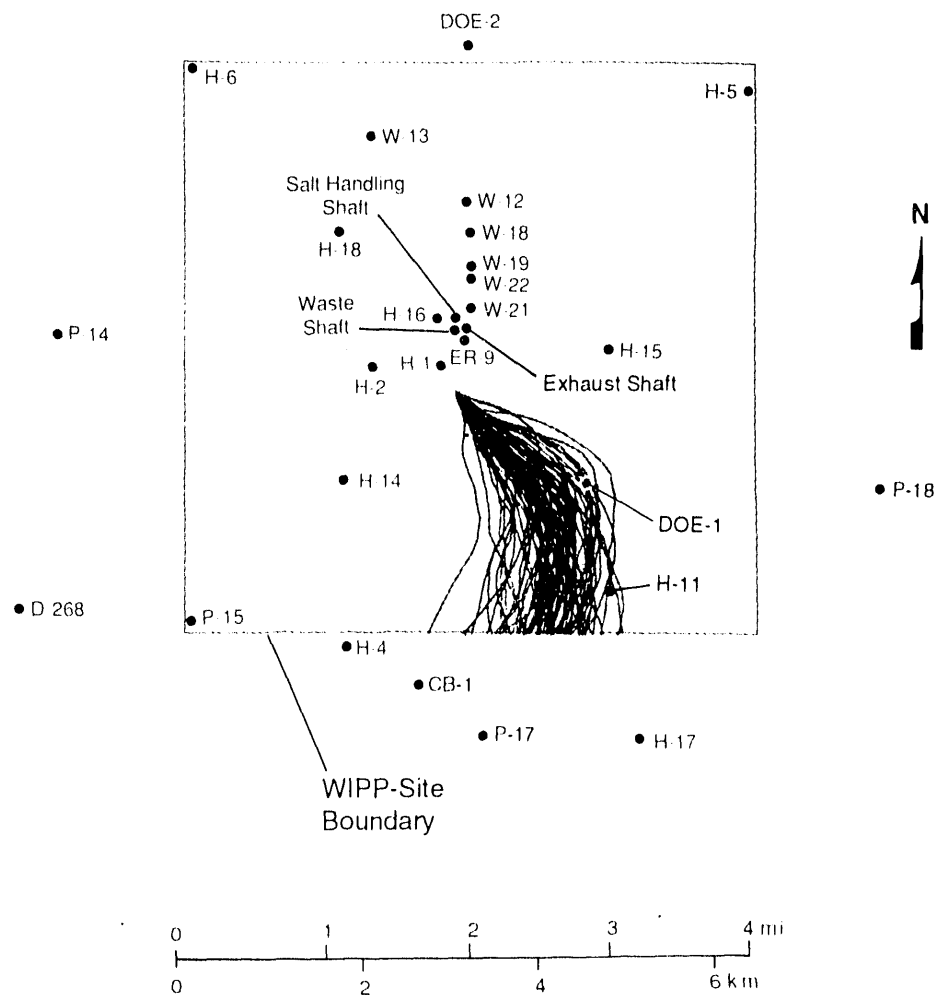 DOE-2
H-6
H-5
W-13
Salt Handling
Shaft
W-12
N
W-18
H-18
W-19
W-22
Waste
Shaft
H-16
W-21
P-14
H-15
ER 9
H-1
H-2
Exhaust Shaft
H-14
P-18
DOE-1
H-11
D 268
P-15
H-4
CB-1
P-17
H-17
WIPP-Site
Boundary
0 1 2 3 4 mi
0 2 4 6 km